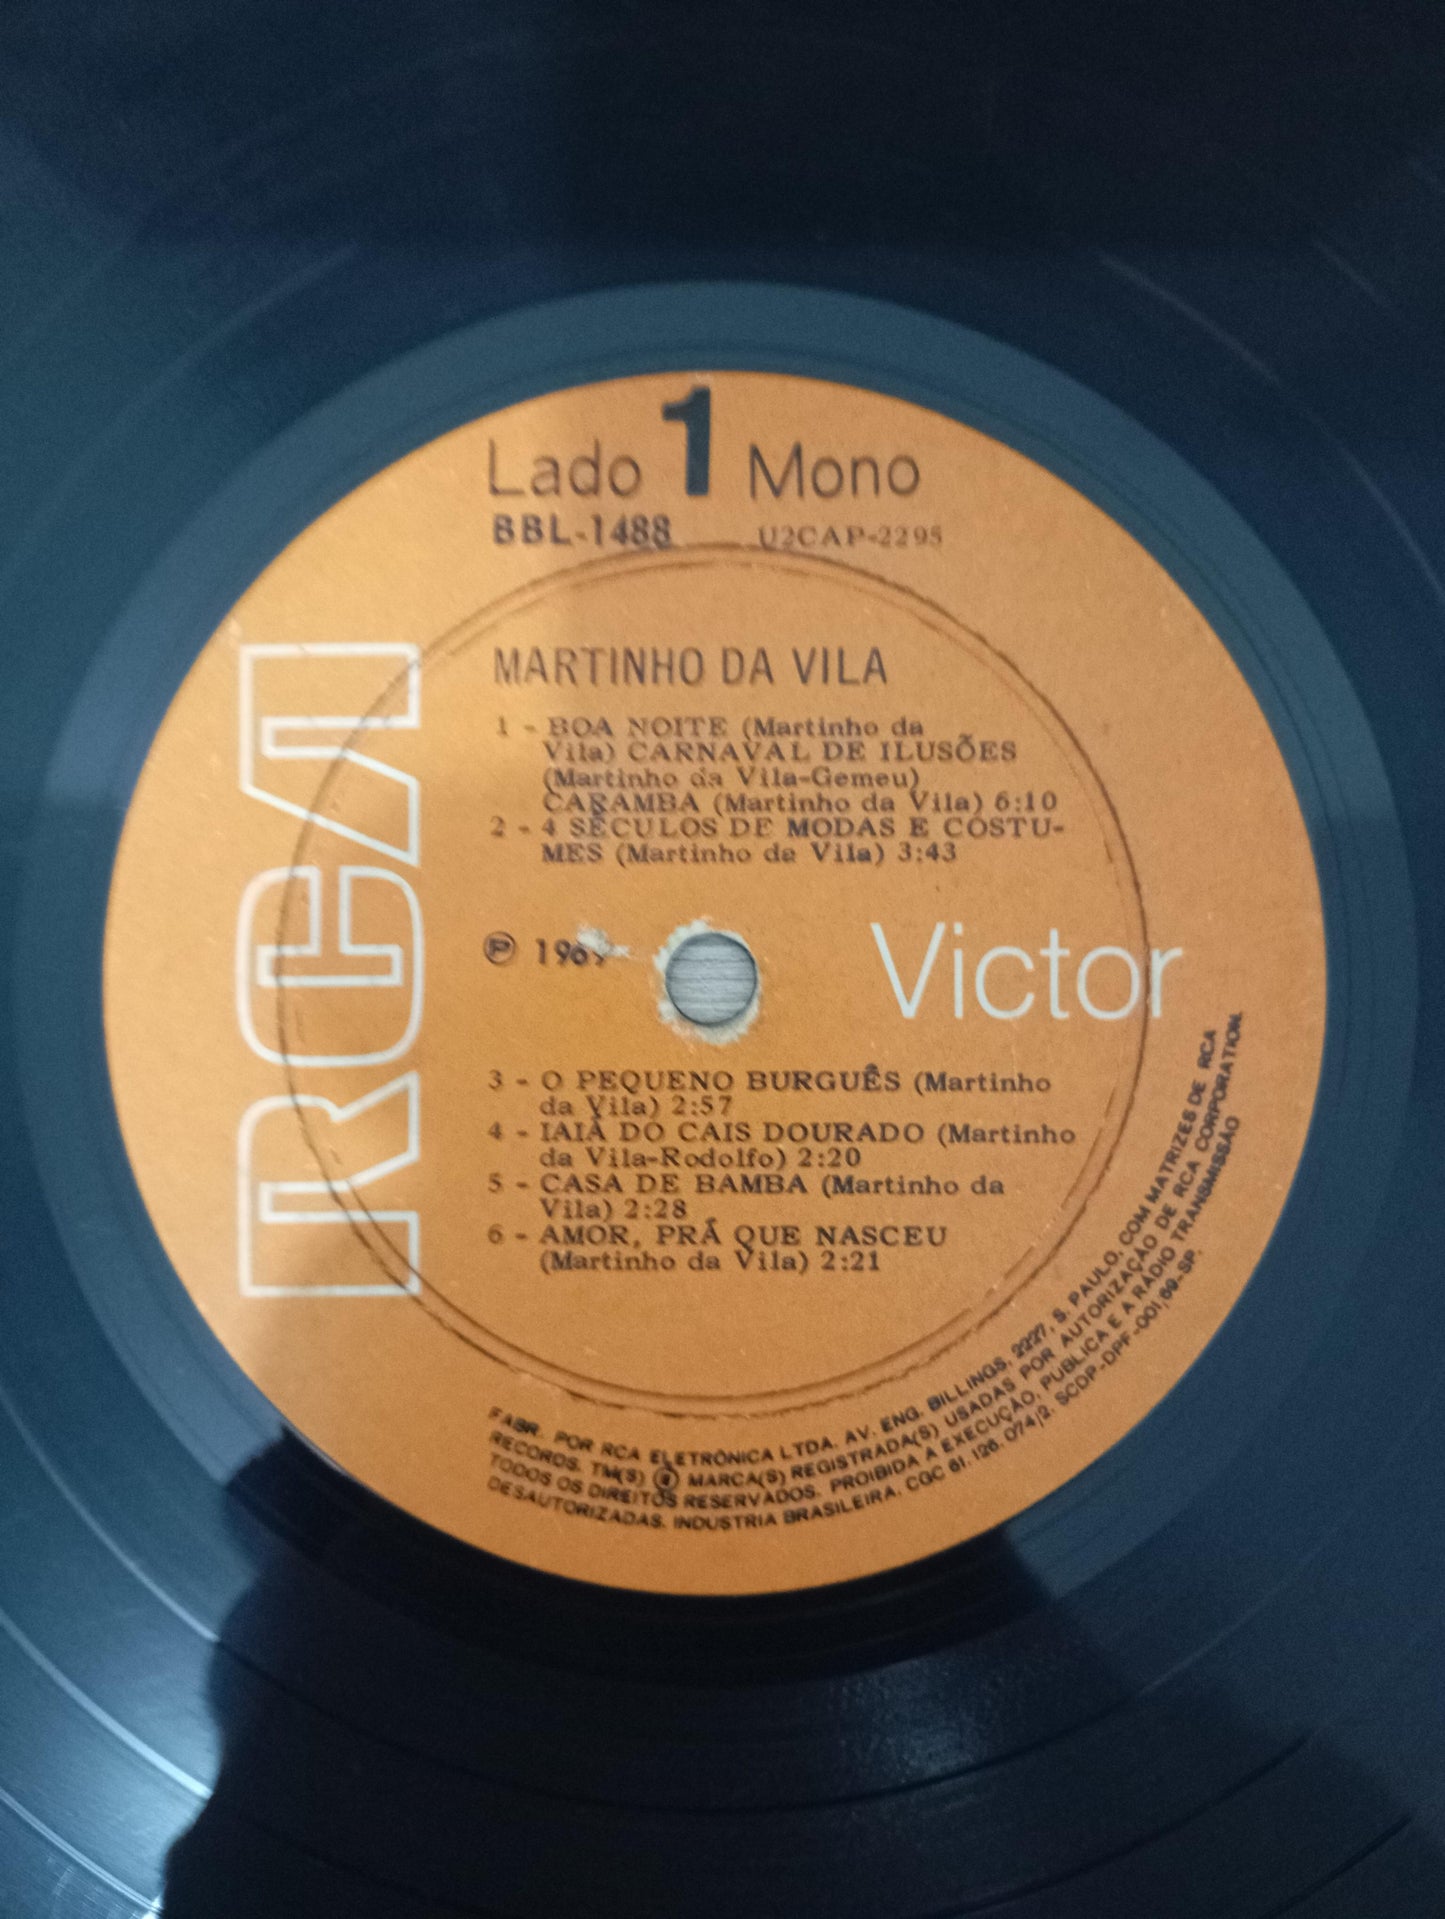 Lado 1 Mono
BBL-1488 U2CAP-2295
MARTINHO DA VILA
1 - BOA NOITE (Martinho da
Vila) CARNAVAL DE ILUSÕES
(Martinho da Vila-Gemeu)
CARAMBA (Martinho da Vila) 6:10
2 - 4 SÉCULOS DE MODAS E COSTU-
MES (Martinho da Vila) 3:43
℗ 1969
RCA Victor
3 - O PEQUENO BURGUÊS (Martinho
da Vila) 2:57
4 - IAIÁ DO CAIS DOURADO (Martinho
da Vila-Rodolfo) 2:20
5 - CASA DE BAMBA (Martinho da
Vila) 2:28
6 - AMOR, PRÁ QUE NASCEU
(Martinho da Vila) 2:21
FABR. POR RCA ELETRÔNICA LTDA. AV. ENG. BILLINGS, 2227, S. PAULO, COM MATRIZES DE RCA
RECORDS. TM(S) ® MARCA(S) REGISTRADA(S) USADAS POR AUTORIZAÇÃO DE RCA CORPORATION.
TODOS OS DIREITOS RESERVADOS. PROIBIDA A EXECUÇÃO, PUBLICA E A RÁDIO TRANSMISSÃO
DESAUTORIZADAS. INDUSTRIA BRASILEIRA. CGC 61.126.074/2. SCDP-DPF-001/69-SP.